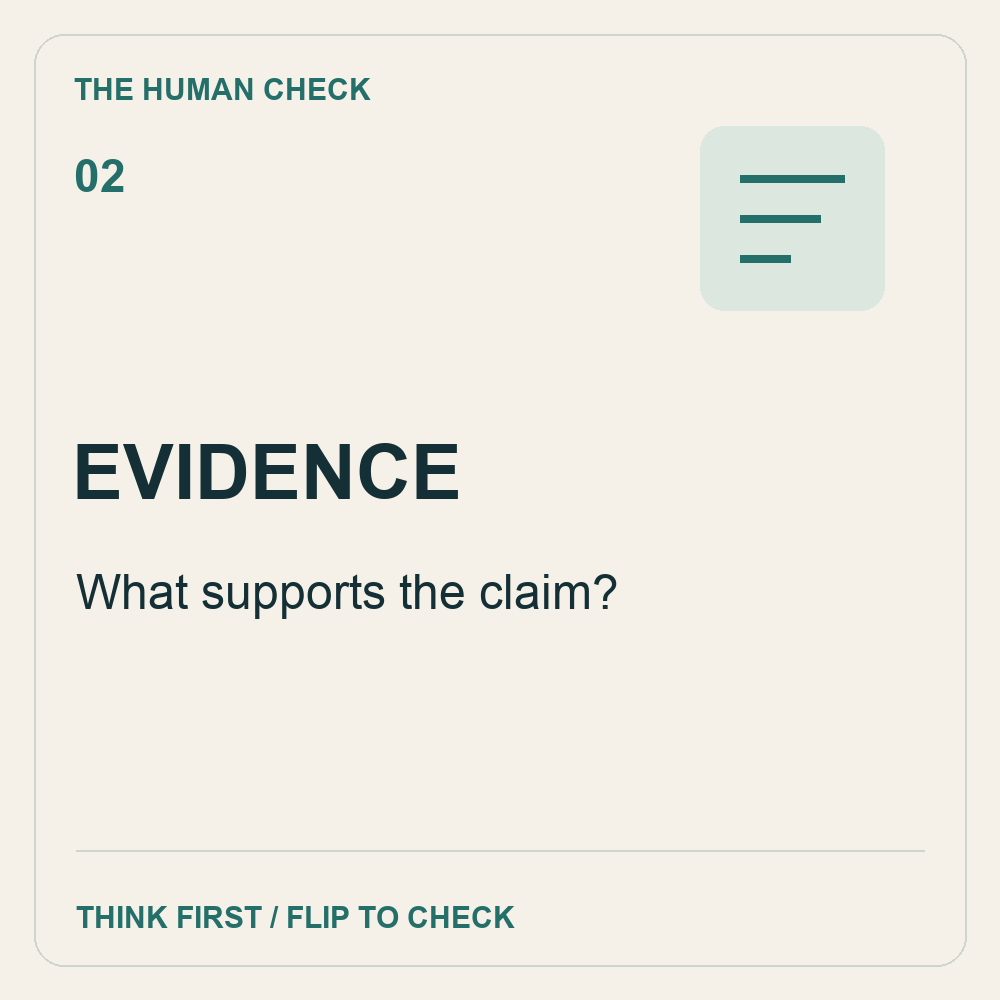 THE HUMAN CHECK
02
EVIDENCE
What supports the claim?
THINK FIRST / FLIP TO CHECK